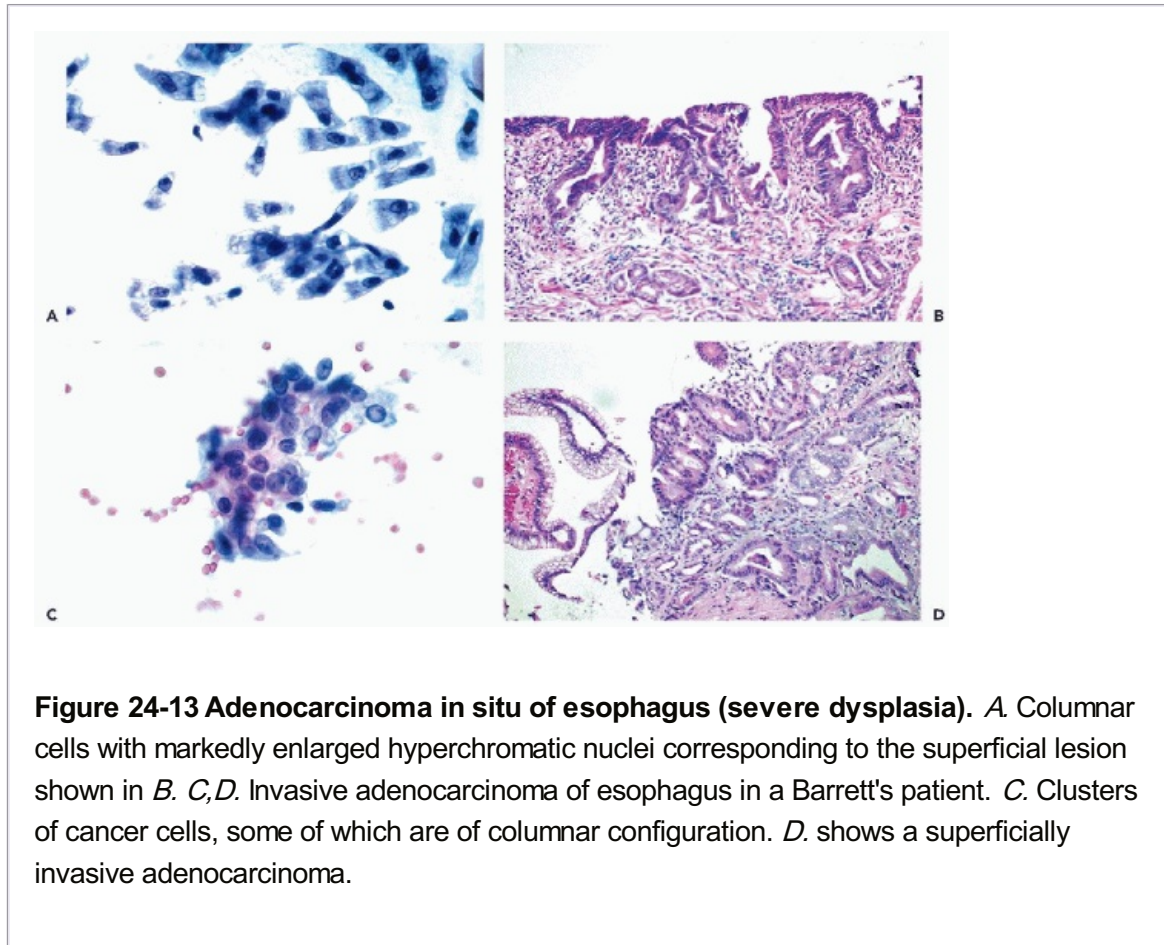 A
B
C
D
Figure 24-13 Adenocarcinoma in situ of esophagus (severe dysplasia). A. Columnar
cells with markedly enlarged hyperchromatic nuclei corresponding to the superficial lesion
shown in B. C,D. Invasive adenocarcinoma of esophagus in a Barrett's patient. C. Clusters
of cancer cells, some of which are of columnar configuration. D. shows a superficially
invasive adenocarcinoma.